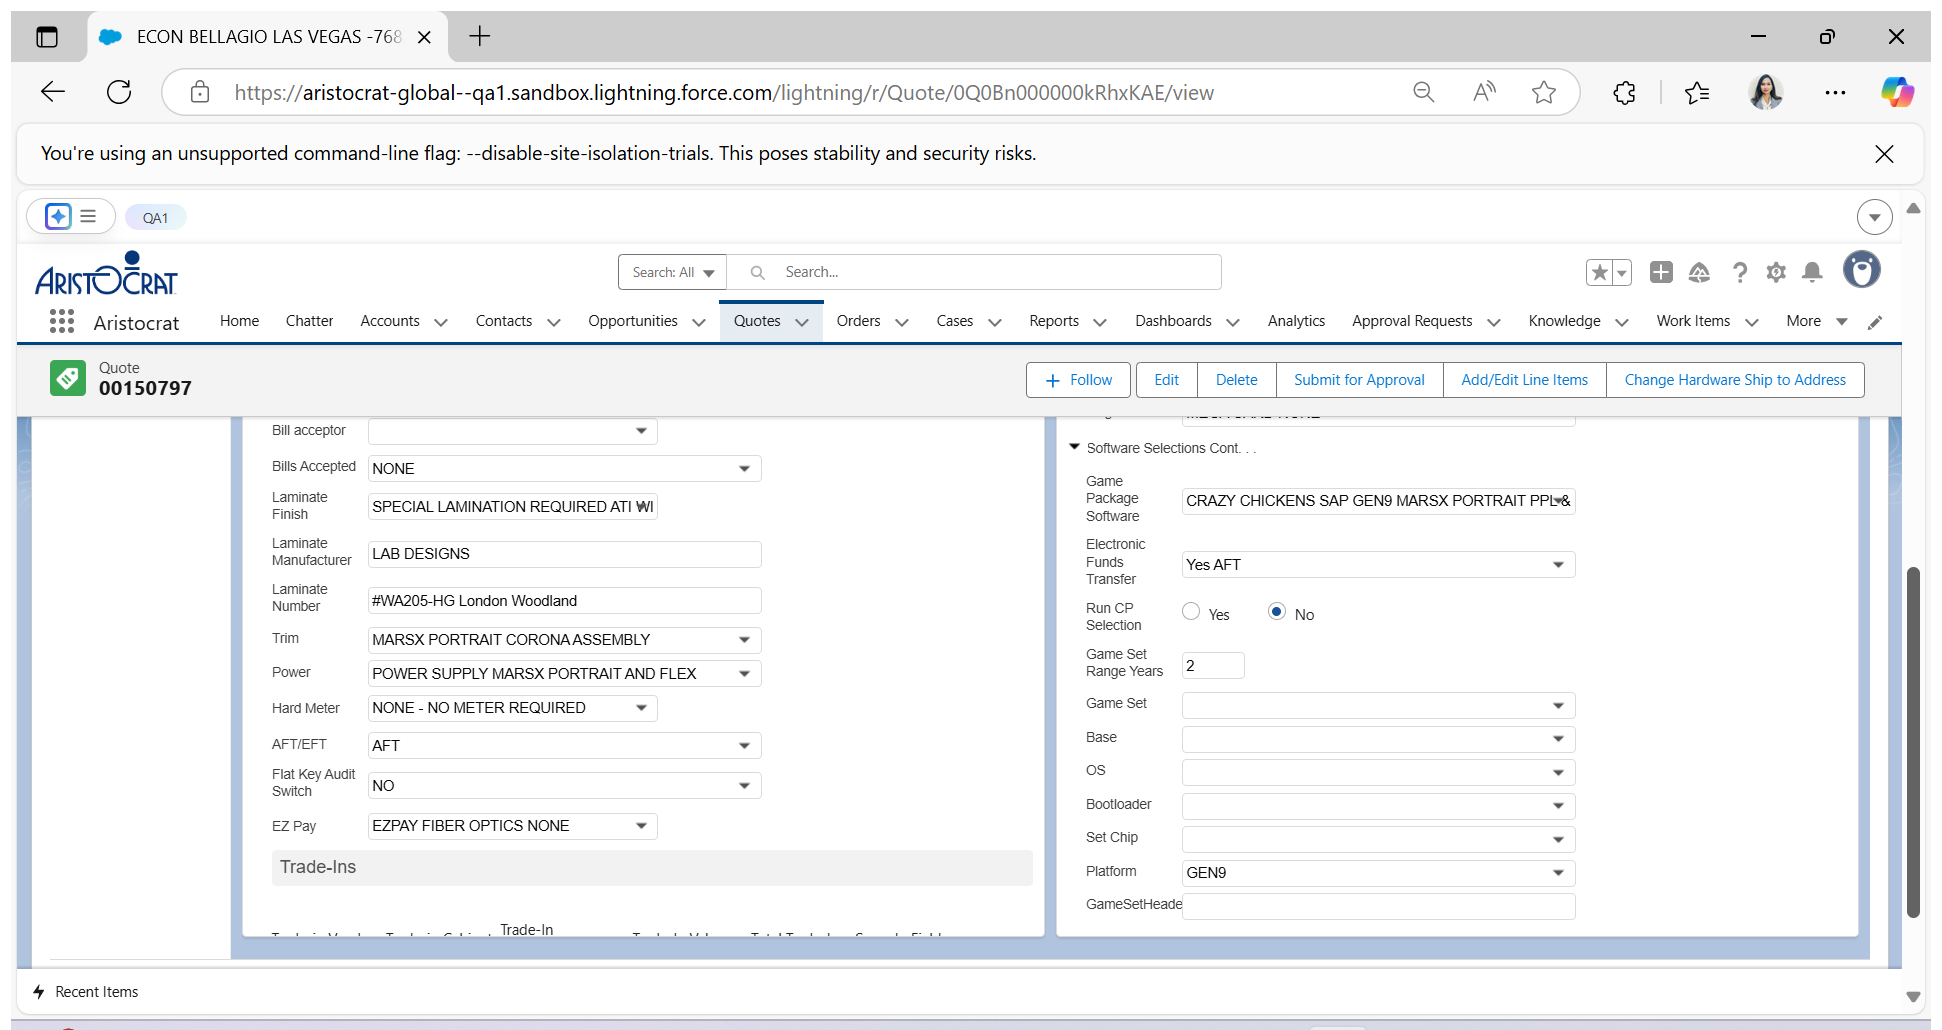 ECON BELLAGIO LAS VEGAS -768
https://aristocrat-global--qa1.sandbox.lightning.force.com/lightning/r/Quote/0Q0Bn000000kRhxKAE/view
You're using an unsupported command-line flag: --disable-site-isolation-trials. This poses stability and security risks.
QA1
ARISTOCRAT
Search: All
Search...
Aristocrat
Home
Chatter
Accounts
Contacts
Opportunities
Quotes
Orders
Cases
Reports
Dashboards
Analytics
Approval Requests
Knowledge
Work Items
More
Quote
00150797
Follow
Edit
Delete
Submit for Approval
Add/Edit Line Items
Change Hardware Ship to Address
Bill acceptor
Bills Accepted
NONE
Laminate
Finish
SPECIAL LAMINATION REQUIRED ATI WI
Laminate
Manufacturer
LAB DESIGNS
Laminate
Number
#WA205-HG London Woodland
Trim
MARSX PORTRAIT CORONA ASSEMBLY
Power
POWER SUPPLY MARSX PORTRAIT AND FLEX
Hard Meter
NONE - NO METER REQUIRED
AFT/EFT
AFT
Flat Key Audit
Switch
NO
EZ Pay
EZPAY FIBER OPTICS NONE
Trade-Ins
Trade-In
Software Selections Cont. . .
Game
Package
Software
CRAZY CHICKENS SAP GEN9 MARSX PORTRAIT PPL &
Electronic
Funds
Transfer
Yes AFT
Run CP
Selection
Yes
No
Game Set
Range Years
2
Game Set
Base
OS
Bootloader
Set Chip
Platform
GEN9
GameSetHeade
Recent Items